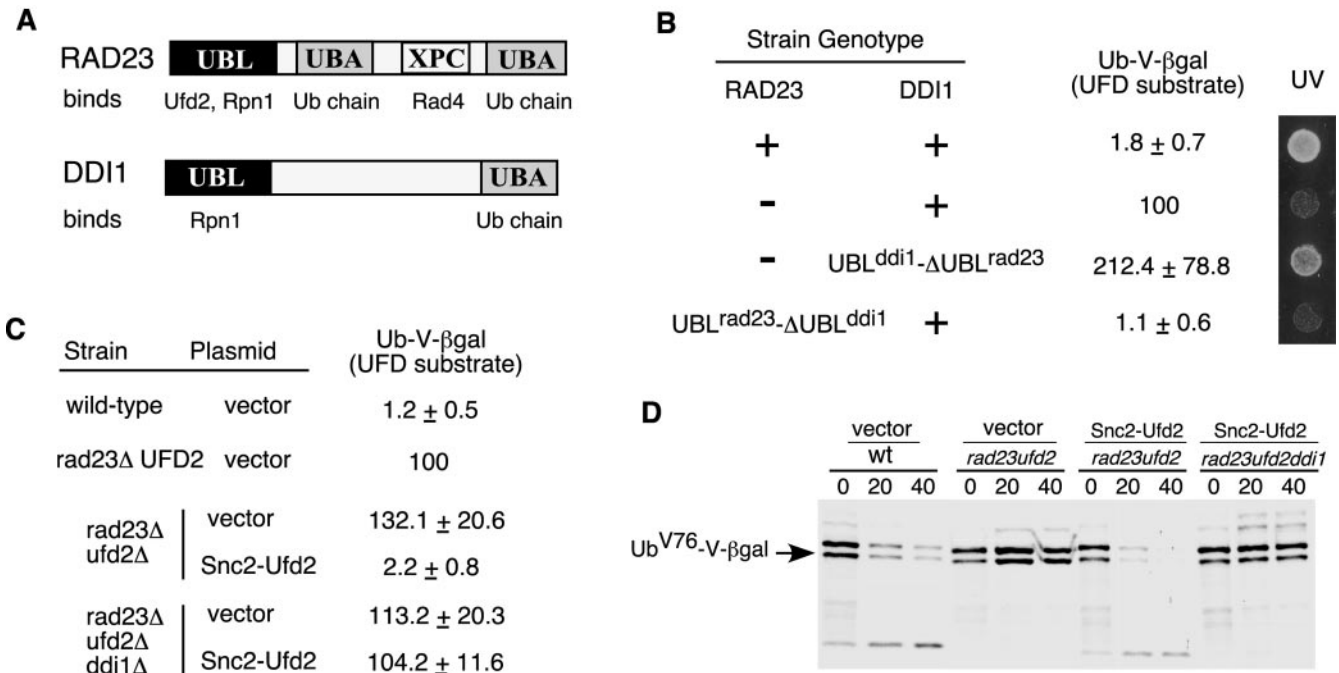 A
RAD23 UBL UBA XPC UBA
binds Ufd2, Rpn1 Ub chain Rad4 Ub chain
DDI1 UBL UBA
binds Rpn1 Ub chain
B
Strain Genotype
RAD23 DDI1 Ub-V-βgal (UFD substrate) UV
+ + 1.8 ± 0.7
- + 100
- UBL^ddi1-ΔUBL^rad23 212.4 ± 78.8
UBL^rad23-ΔUBL^ddi1 + 1.1 ± 0.6
C
Strain Plasmid Ub-V-βgal (UFD substrate)
wild-type vector 1.2 ± 0.5
rad23Δ UFD2 vector 100
rad23Δ ufd2Δ vector 132.1 ± 20.6
Snc2-Ufd2 2.2 ± 0.8
rad23Δ ufd2Δ ddi1Δ vector 113.2 ± 20.3
Snc2-Ufd2 104.2 ± 11.6
D
vector vector Snc2-Ufd2 Snc2-Ufd2
wt rad23ufd2 rad23ufd2 rad23ufd2ddi1
0 20 40 0 20 40 0 20 40 0 20 40
Ub^V76-V-βgal